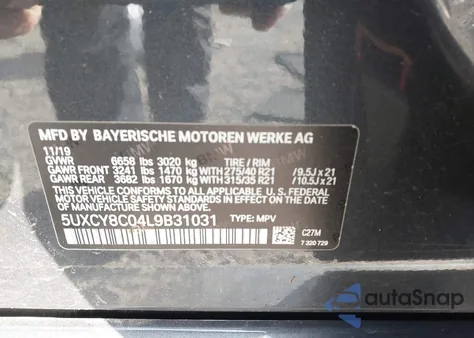 MFD BY BAYERISCHE MOTOREN WERKE AG
11/19
GVWR 6658 lbs 3020 kg TIRE / RIM
GAWR FRONT 3241 lbs 1470 kg WITH 275/40 R21 /9.5J x 21
GAWR REAR 3682 lbs 1670 kg WITH 315/35 R21 /10.5J x 21
THIS VEHICLE CONFORMS TO ALL APPLICABLE U.S. FEDERAL
MOTOR VEHICLE SAFETY STANDARDS IN EFFECT ON THE DATE
OF MANUFACTURE SHOWN ABOVE.
5UXCY8C04L9B31031 TYPE: MPV
C27M
7 320 729
autoSnap